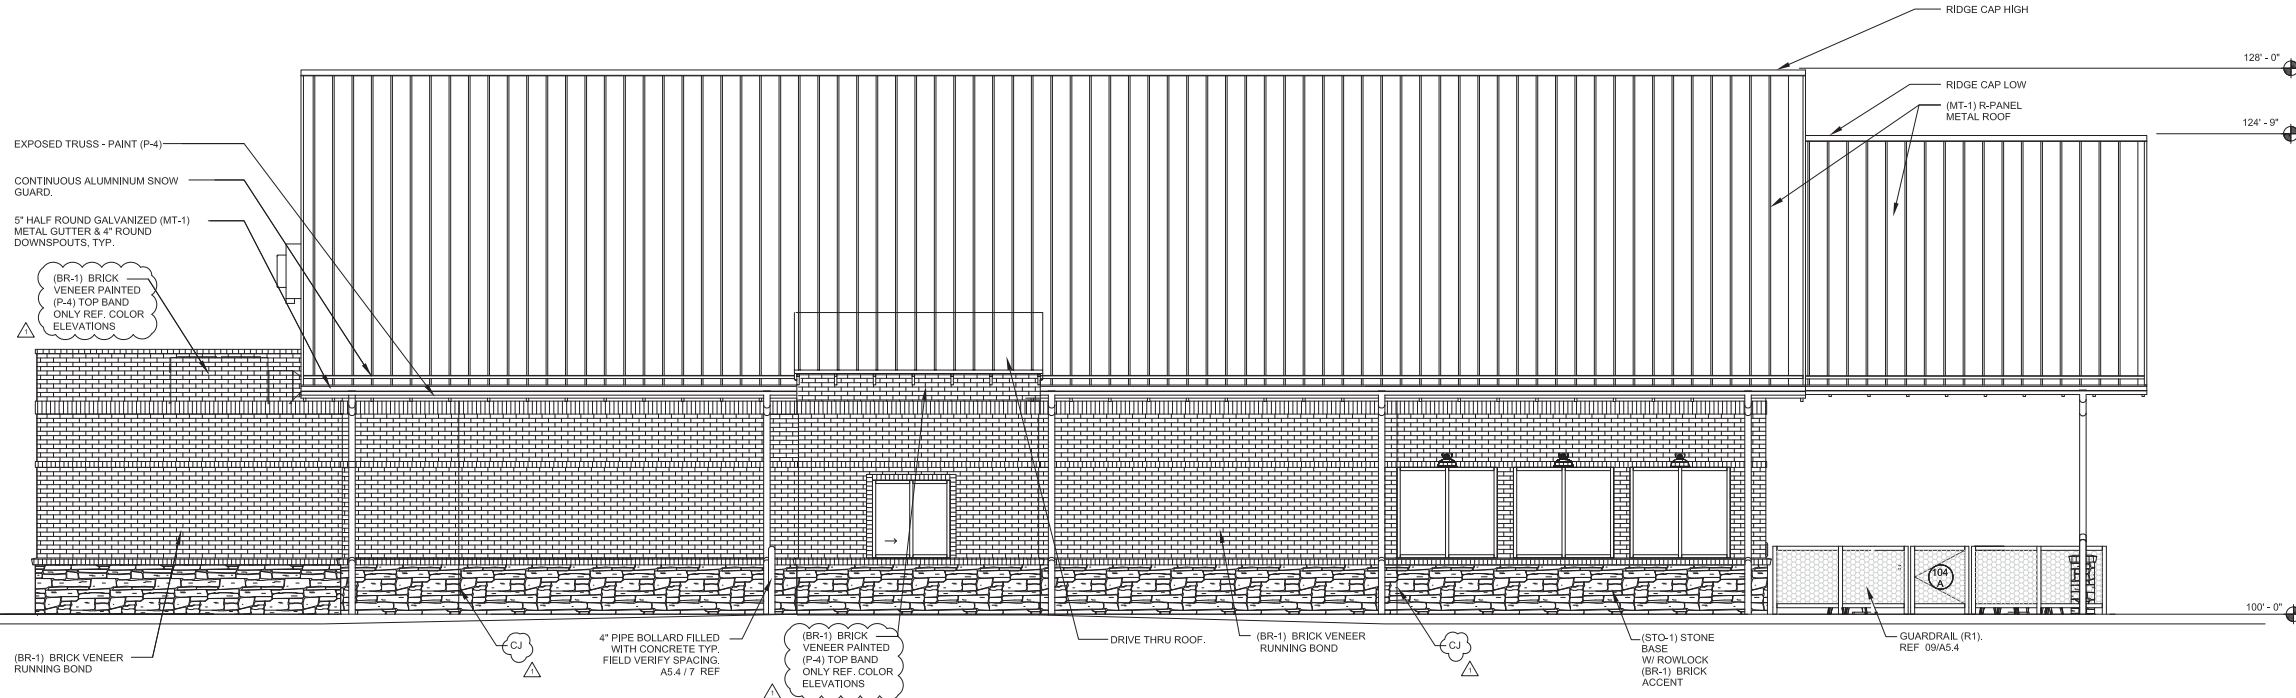 RIDGE CAP HIGH
128' - 0"
RIDGE CAP LOW
(MT-1) R-PANEL
METAL ROOF
124' - 9"
EXPOSED TRUSS - PAINT (P-4)
CONTINUOUS ALUMNINUM SNOW
GUARD.
5" HALF ROUND GALVANIZED (MT-1)
METAL GUTTER & 4" ROUND
DOWNSPOUTS, TYP.
(BR-1) BRICK
VENEER PAINTED
(P-4) TOP BAND
ONLY REF. COLOR
ELEVATIONS
1
104
A
100' - 0"
(BR-1) BRICK VENEER
RUNNING BOND
CJ
1
4" PIPE BOLLARD FILLED
WITH CONCRETE TYP.
FIELD VERIFY SPACING.
A5.4 / 7 REF
(BR-1) BRICK
VENEER PAINTED
(P-4) TOP BAND
ONLY REF. COLOR
ELEVATIONS
1
DRIVE THRU ROOF.
(BR-1) BRICK VENEER
RUNNING BOND
CJ
1
(STO-1) STONE
BASE
W/ ROWLOCK
(BR-1) BRICK
ACCENT
GUARDRAIL (R1).
REF 09/A5.4